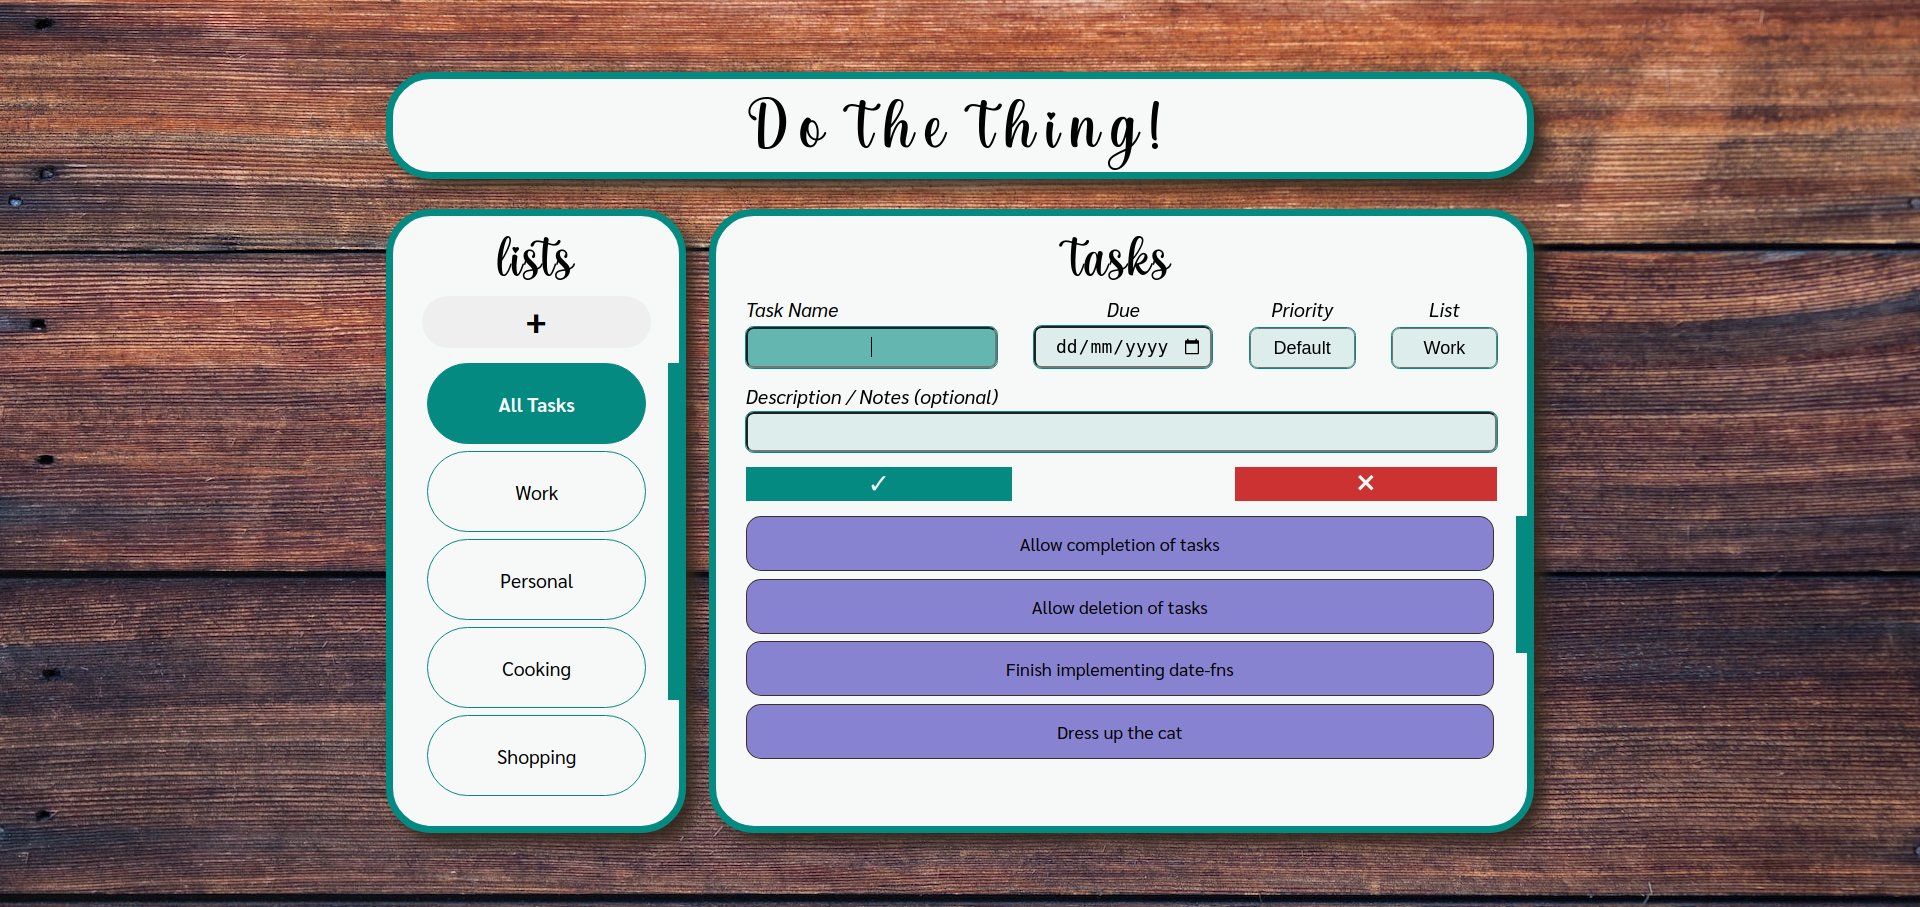 Do the thing!
lists
+
All Tasks
Work
Personal
Cooking
Shopping
tasks
Task Name Due Priority List
dd/mm/yyyy Default Work
Description / Notes (optional)
✓ ✕
Allow completion of tasks
Allow deletion of tasks
Finish implementing date-fns
Dress up the cat